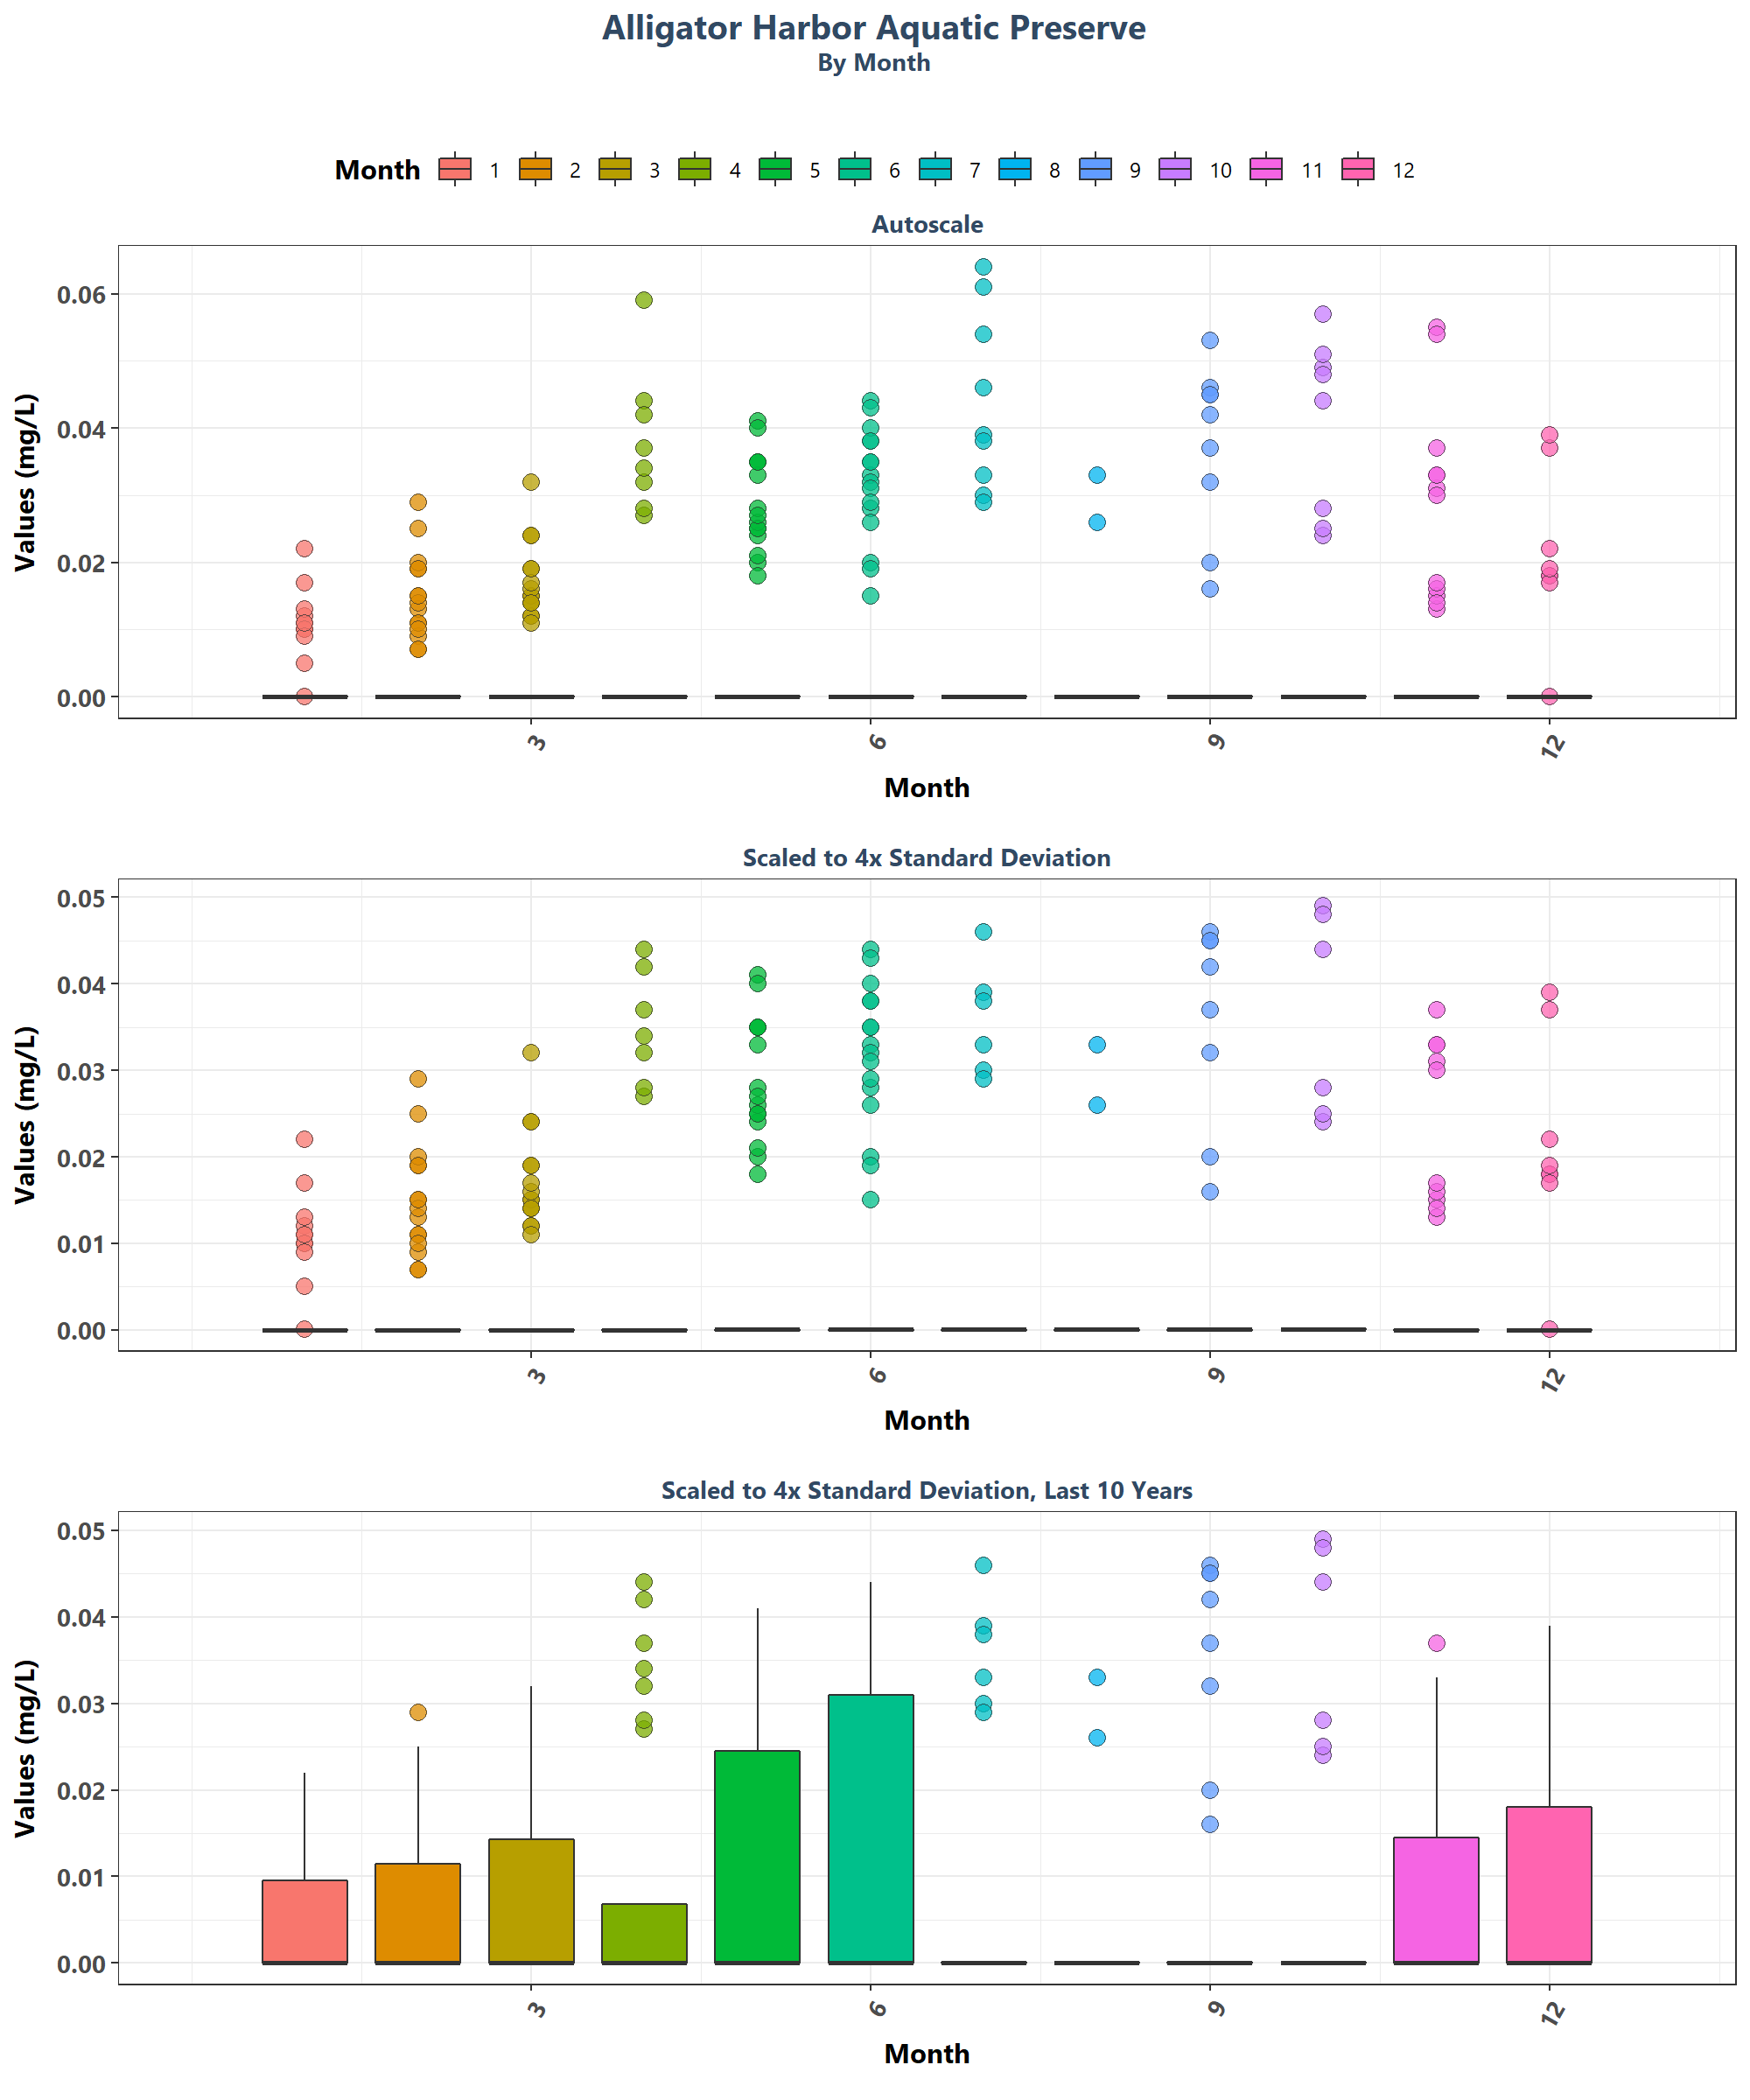 Alligator Harbor Aquatic Preserve
By Month
Month 1 2 3 4 5 6 7 8 9 10 11 12
Autoscale
Values (mg/L)
0.06
0.04
0.02
0.00
3 6 9 12
Month
Scaled to 4x Standard Deviation
Values (mg/L)
0.05
0.04
0.03
0.02
0.01
0.00
3 6 9 12
Month
Scaled to 4x Standard Deviation, Last 10 Years
Values (mg/L)
0.05
0.04
0.03
0.02
0.01
0.00
3 6 9 12
Month